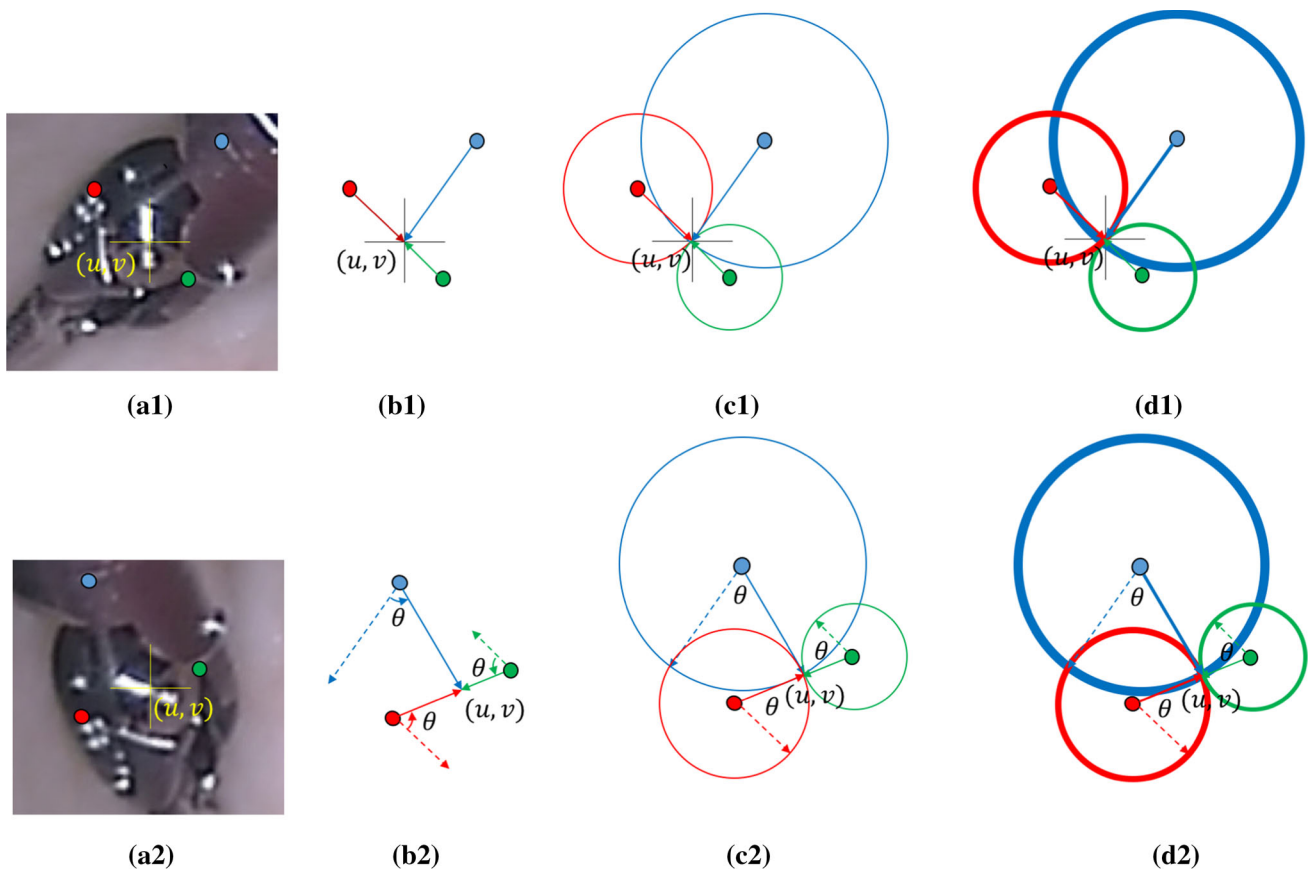 (u, v)
(u, v)
(u, v)
(u, v)
(a1)
(b1)
(c1)
(d1)
θ
θ
θ
(u, v)
(u, v)
θ
θ
θ
(u, v)
θ
θ
θ
(u, v)
θ
(a2)
(b2)
(c2)
(d2)